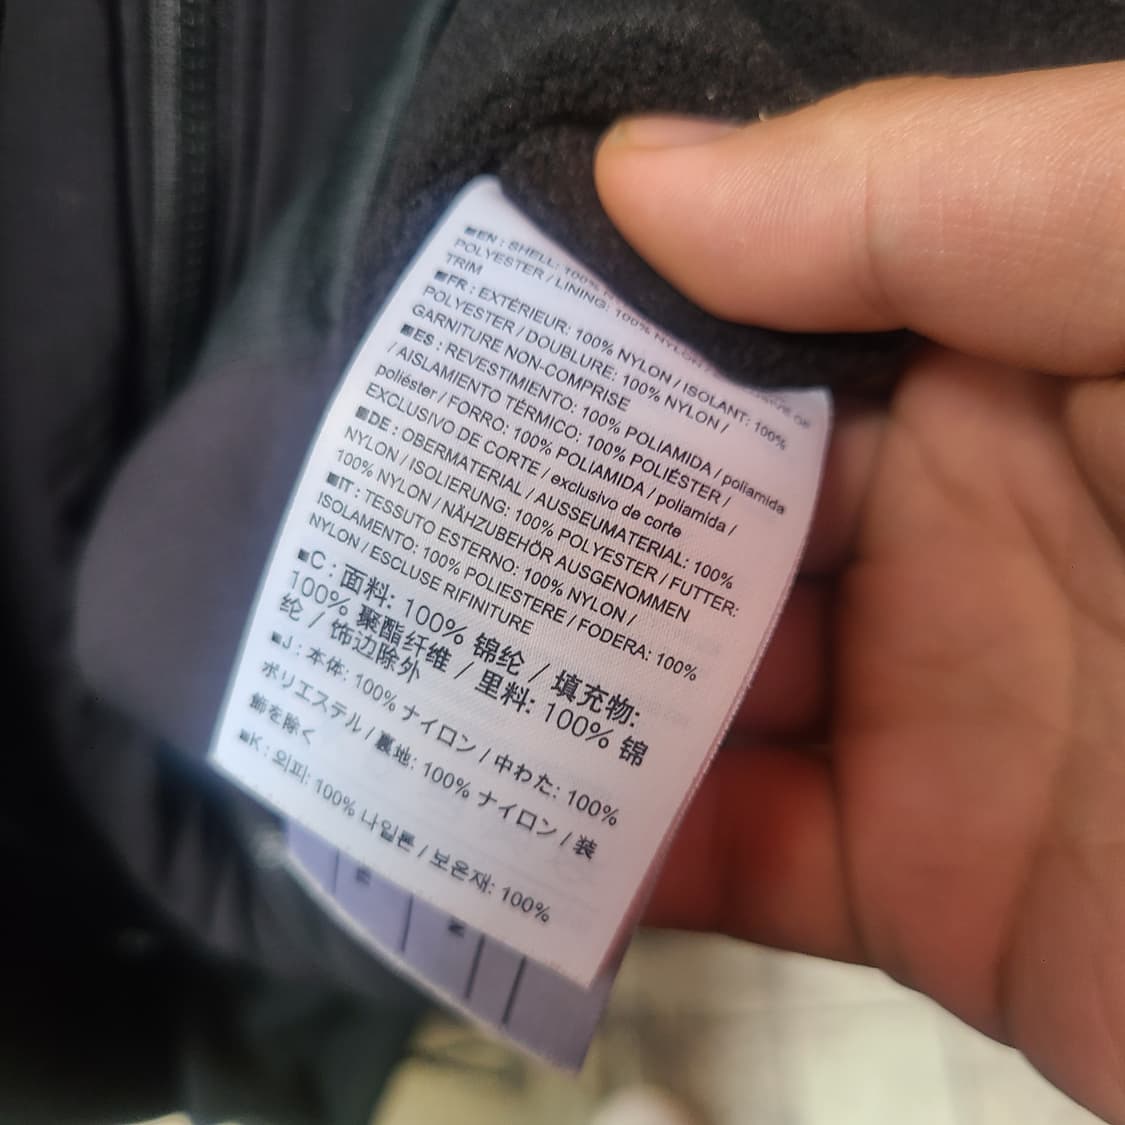 ■EN : SHELL: 100%
POLYESTER / LINING: 100% NYLON /
TRIM
■FR : EXTÉRIEUR: 100% NYLON / ISOLANT: 100%
POLYESTER / DOUBLURE: 100% NYLON /
GARNITURE NON-COMPRISE
■ES : REVESTIMIENTO: 100% POLIAMIDA / poliamida
/ AISLAMIENTO TÉRMICO: 100% POLIÉSTER /
poliéster / FORRO: 100% POLIAMIDA / poliamida /
EXCLUSIVO DE CORTE / exclusivo de corte
■DE : OBERMATERIAL / AUSSEUMATERIAL: 100%
NYLON / ISOLIERUNG: 100% POLYESTER / FUTTER:
100% NYLON / NÄHZUBEHÖR AUSGENOMMEN
■IT : TESSUTO ESTERNO: 100% NYLON /
ISOLAMENTO: 100% POLIESTERE / FODERA: 100%
NYLON / ESCLUSE RIFINITURE
■C : 面料: 100% 锦纶 / 填充物:
100% 聚酯纤维 / 里料: 100% 锦
纶 / 饰边除外
■J : 本体: 100% ナイロン / 中わた: 100%
ポリエステル / 裏地: 100% ナイロン / 装
飾を除く
■K : 외피: 100% 나일론 / 보온재: 100%